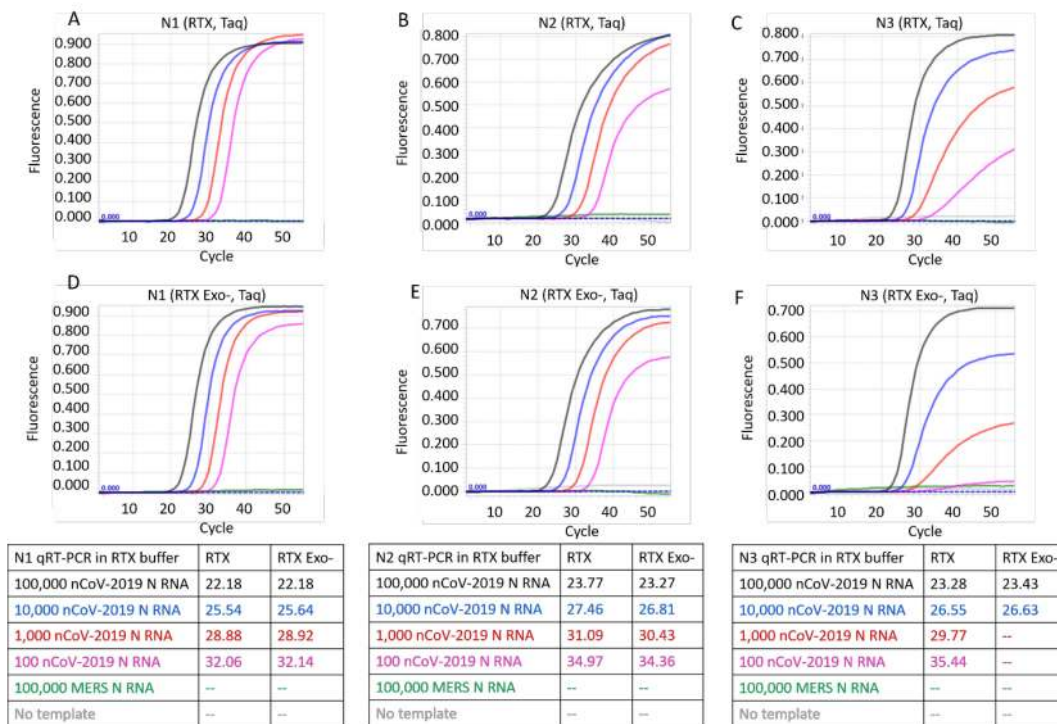 A
N1 (RTX, Taq)
0.900
0.800
0.700
0.600
0.500
0.400
0.300
0.200
0.100
0.000
0.000
Fluorescence
10 20 30 40 50
Cycle
B
N2 (RTX, Taq)
0.800
0.700
0.600
0.500
0.400
0.300
0.200
0.100
0.000
0.000
Fluorescence
10 20 30 40 50
Cycle
C
N3 (RTX, Taq)
0.800
0.700
0.600
0.500
0.400
0.300
0.200
0.100
0.000
0.000
Fluorescence
10 20 30 40 50
Cycle
D
N1 (RTX Exo-, Taq)
0.900
0.800
0.700
0.600
0.500
0.400
0.300
0.200
0.100
0.000
0.000
Fluorescence
10 20 30 40 50
Cycle
E
N2 (RTX Exo-, Taq)
0.700
0.600
0.500
0.400
0.300
0.200
0.100
0.000
0.000
Fluorescence
10 20 30 40 50
Cycle
F
N3 (RTX Exo-, Taq)
0.700
0.600
0.500
0.400
0.300
0.200
0.100
0.000
0.000
Fluorescence
10 20 30 40 50
Cycle
N1 qRT-PCR in RTX buffer RTX RTX Exo-
100,000 nCoV-2019 N RNA 22.18 22.18
10,000 nCoV-2019 N RNA 25.54 25.64
1,000 nCoV-2019 N RNA 28.88 28.92
100 nCoV-2019 N RNA 32.06 32.14
100,000 MERS N RNA -- --
No template -- --
N2 qRT-PCR in RTX buffer RTX RTX Exo-
100,000 nCoV-2019 N RNA 23.77 23.27
10,000 nCoV-2019 N RNA 27.46 26.81
1,000 nCoV-2019 N RNA 31.09 30.43
100 nCoV-2019 N RNA 34.97 34.36
100,000 MERS N RNA -- --
No template -- --
N3 qRT-PCR in RTX buffer RTX RTX Exo-
100,000 nCoV-2019 N RNA 23.28 23.43
10,000 nCoV-2019 N RNA 26.55 26.63
1,000 nCoV-2019 N RNA 29.77 --
100 nCoV-2019 N RNA 35.44 --
100,000 MERS N RNA -- --
No template -- --